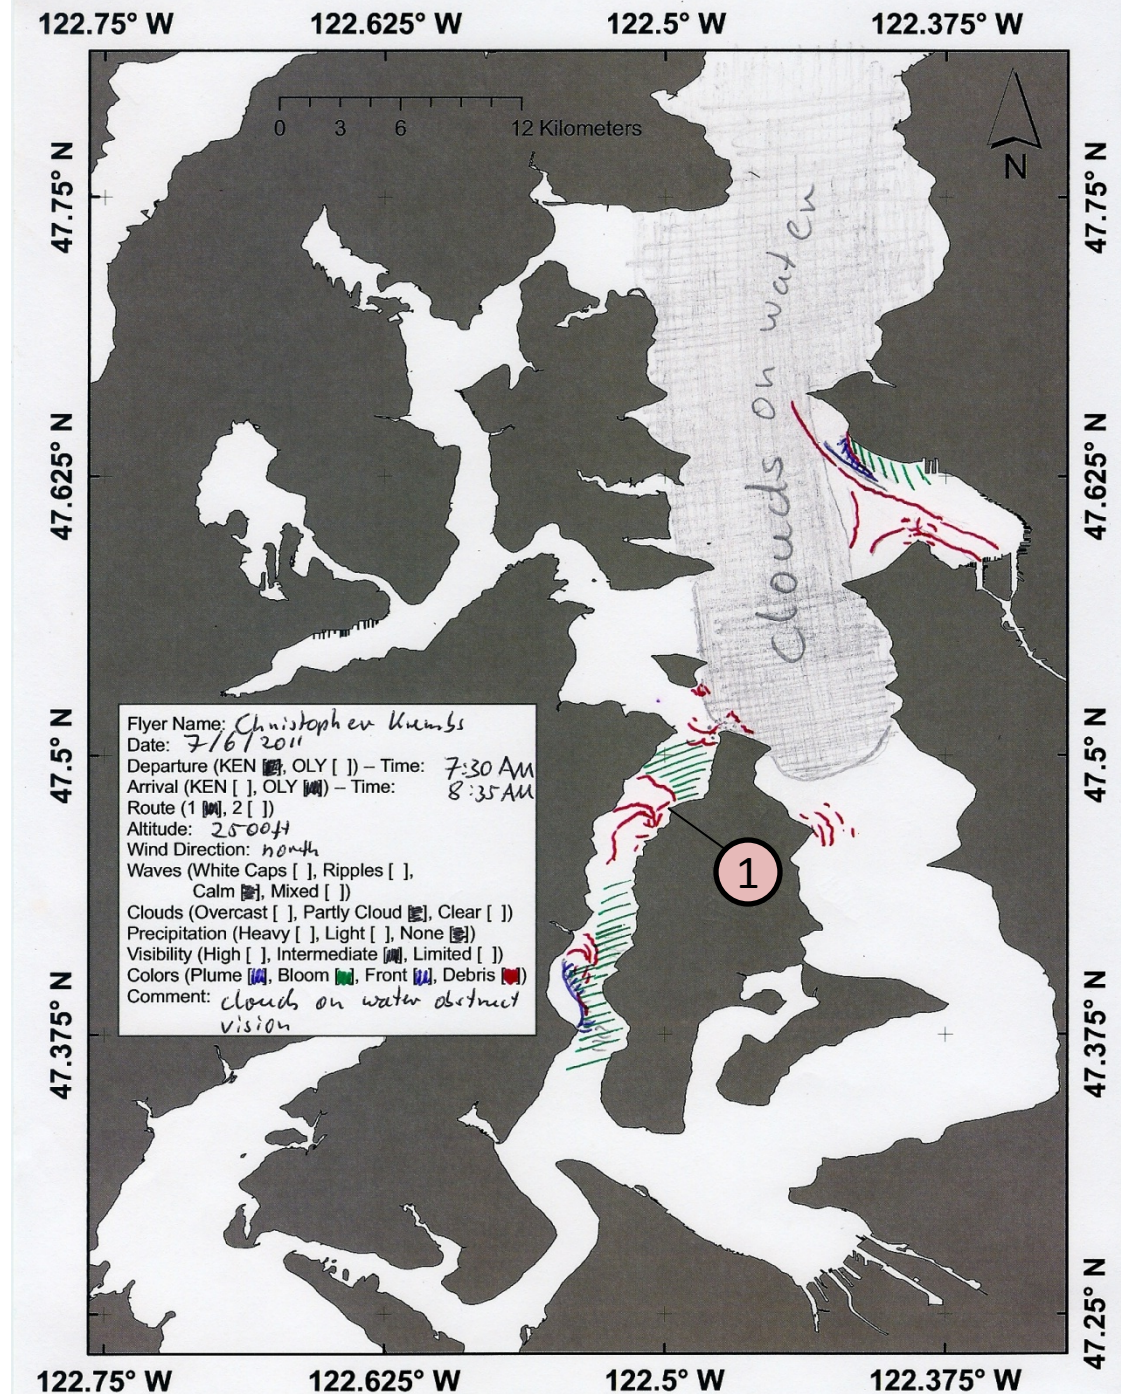 122.75° W 122.625° W 122.5° W 122.375° W
0 3 6 12 Kilometers
N
47.75° N 47.75° N
47.625° N 47.625° N
47.5° N 47.5° N
47.375° N 47.375° N
47.25° N
Clouds on water
Flyer Name: Christopher Krembs
Date: 7/6/2011
Departure (KEN [ ], OLY [ ]) – Time: 7:30 AM
Arrival (KEN [ ], OLY [ ]) – Time: 8:35 AM
Route (1 [ ], 2 [ ])
Altitude: 2500ft
Wind Direction: north
Waves (White Caps [ ], Ripples [ ],
Calm [ ], Mixed [ ])
Clouds (Overcast [ ], Partly Cloud [ ], Clear [ ])
Precipitation (Heavy [ ], Light [ ], None [ ])
Visibility (High [ ], Intermediate [ ], Limited [ ])
Colors (Plume [ ], Bloom [ ], Front [ ], Debris [ ])
Comment: clouds on water obstruct
vision
1
122.75° W 122.625° W 122.5° W 122.375° W